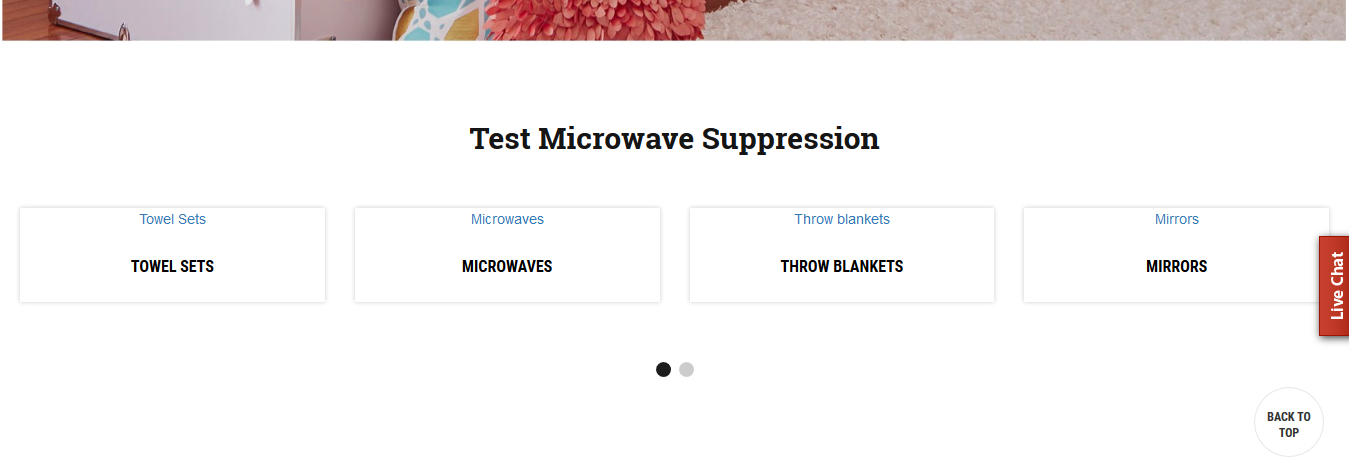 Test Microwave Suppression
Towel Sets
Microwaves
Throw blankets
Mirrors
TOWEL SETS
MICROWAVES
THROW BLANKETS
MIRRORS
Live Chat
BACK TO
TOP